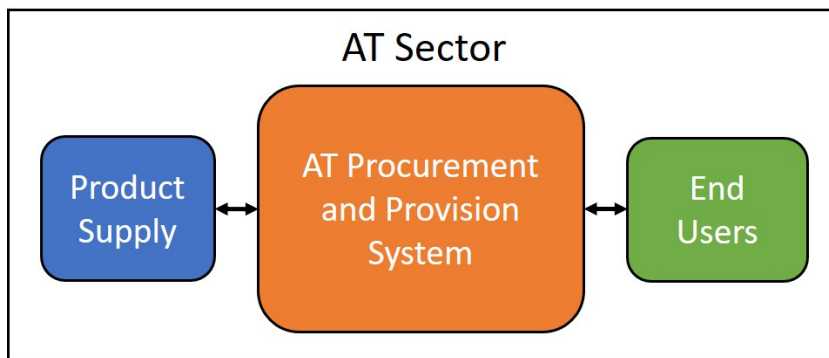 AT Sector
Product
Supply
AT Procurement
and Provision
System
End
Users